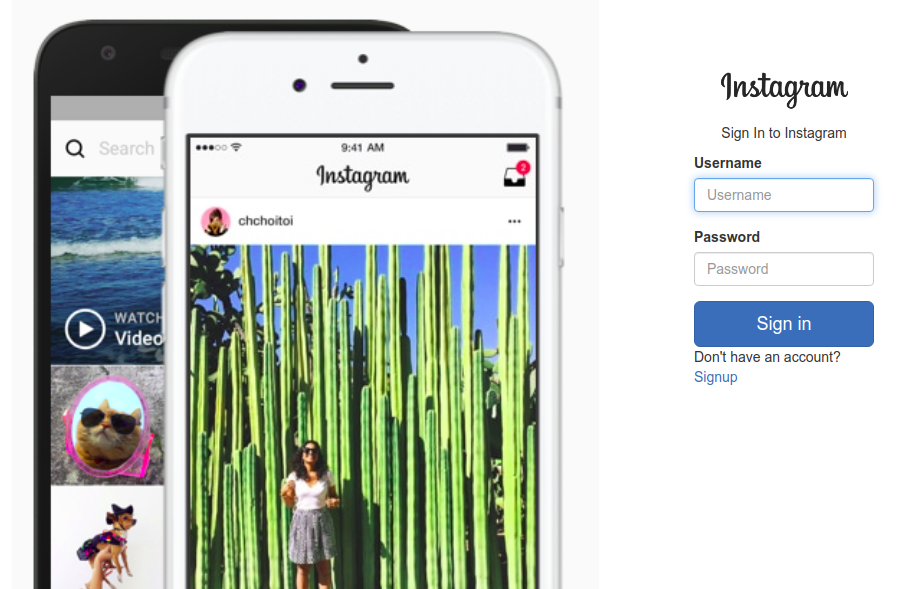 Search
WATCH
Video
9:41 AM
Instagram
2
chchoitoi
Instagram
Sign In to Instagram
Username
Username
Password
Password
Sign in
Don't have an account?
Signup